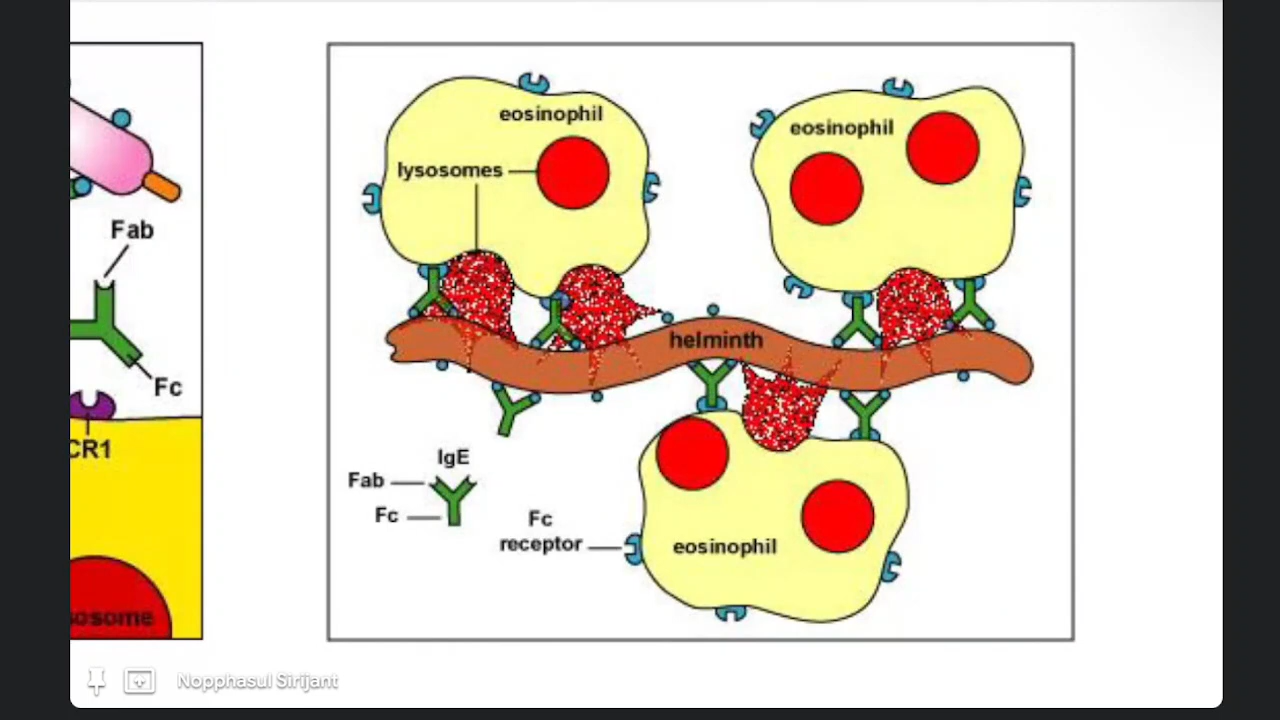 Fab
Fc
CR1
osome
eosinophil
lysosomes
eosinophil
helminth
IgE
Fab
Fc
Fc
receptor
eosinophil
Nopphasul Sirijant